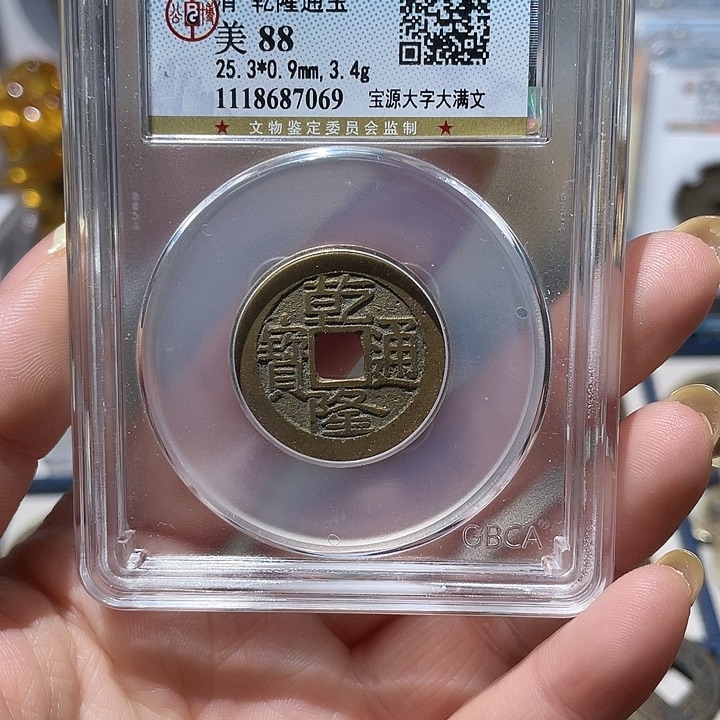 清 乾隆通宝
美 88
25.3*0.9mm,3.4g
1118687069 宝源大字大满文
★ 文物鉴定委员会监制 ★
乾隆通寶
GBCA